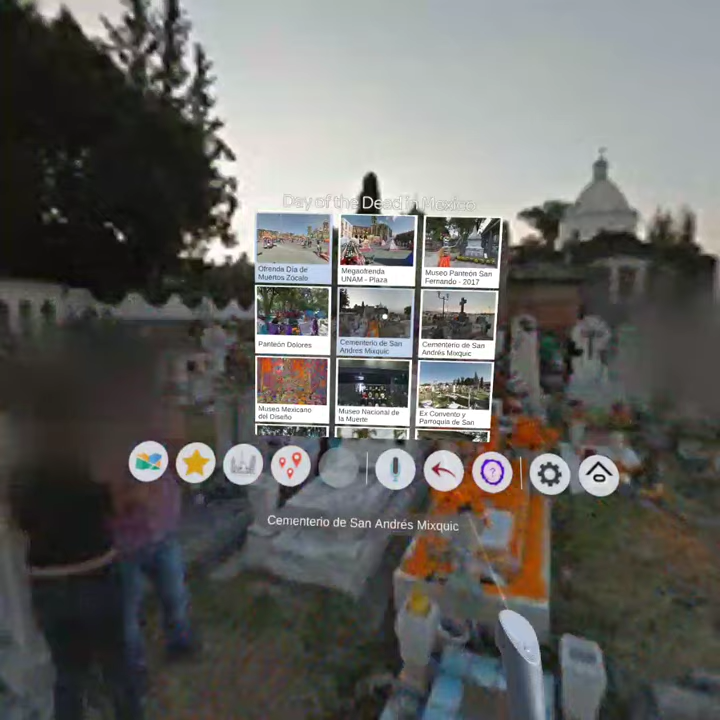 Day of the Dead in Mexico
Ofrenda Día de
Muertos Zócalo
Megaofrenda
UNAM - Plaza
Museo Panteón San
Fernando - 2017
Panteón Dolores
Cementerio de San
Andrés Mixquic
Cementerio de San
Andrés Mixquic
Museo Mexicano
del Diseño
Museo Nacional de
la Muerte
Ex Convento y
Parroquia de San
?
Cementerio de San Andrés Mixquic